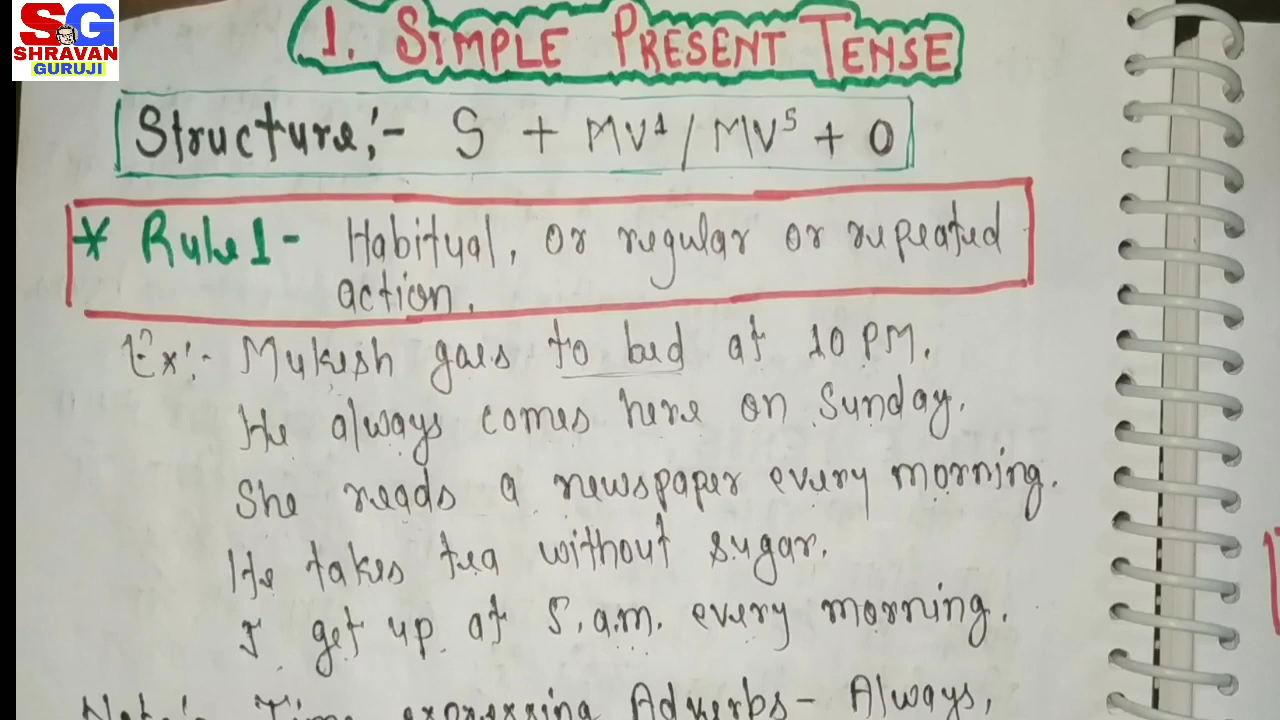 SG
SHRAVAN
GURUJI
1. SIMPLE PRESENT TENSE
Structure:- S + MV¹ / MV⁵ + O
* Rule 1 - Habitual, or regular or repeated
action.
Ex:- Mukesh goes to bed at 10 PM.
He always comes here on Sunday.
She reads a newspaper every morning.
He takes tea without sugar.
I get up at 5.a.m. every morning.
Note:- Time expressing Adverbs - Always,